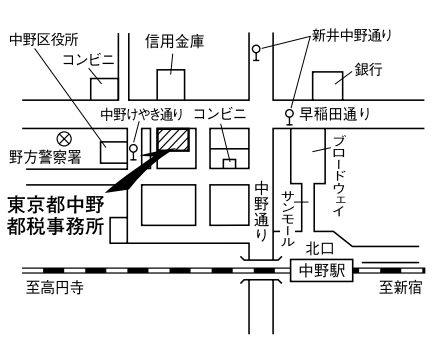 中野区役所
コンビニ
信用金庫
新井中野通り
銀行
中野けやき通り
コンビニ
早稲田通り
野方警察署
ブロードウェイ
東京都中野
都税事務所
中野通り
サンモール
北口
中野駅
至高円寺
至新宿